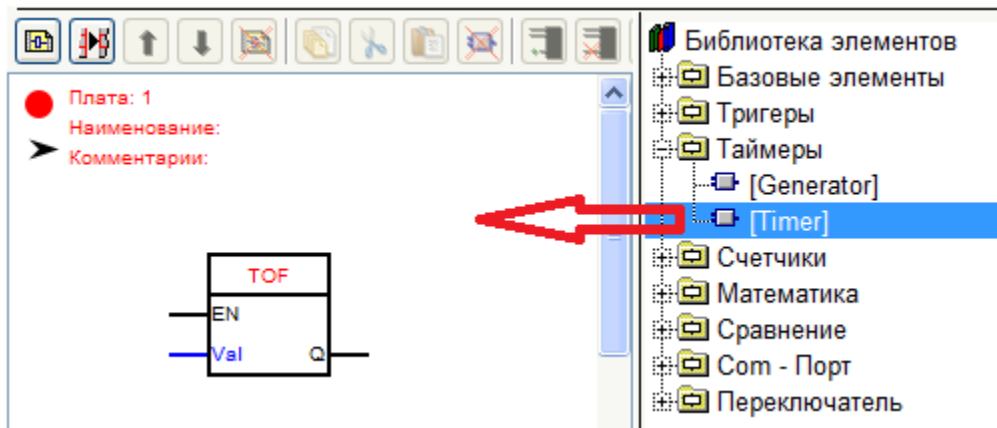 Плата: 1
Наименование:
Комментарии:
TOF
EN
Val Q
Библиотека элементов
Базовые элементы
Тригеры
Таймеры
[Generator]
[Timer]
Счетчики
Математика
Сравнение
Com - Порт
Переключатель